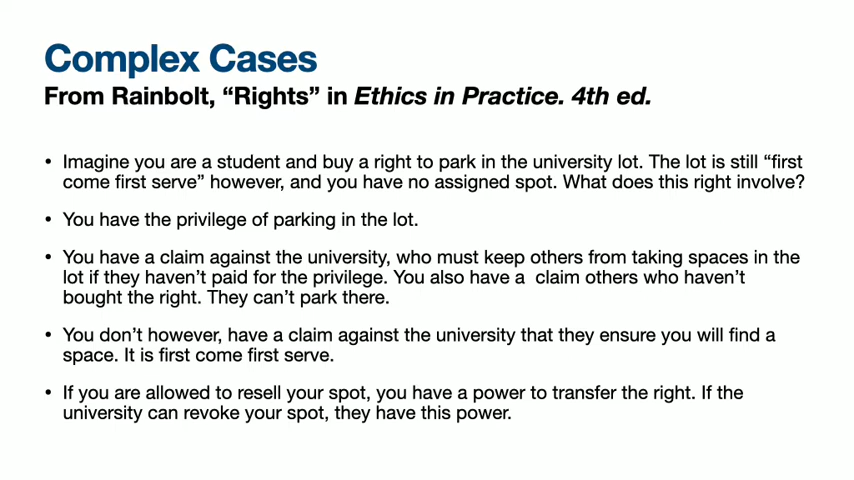 Complex Cases
From Rainbolt, “Rights” in Ethics in Practice. 4th ed.
• Imagine you are a student and buy a right to park in the university lot. The lot is still “first
come first serve” however, and you have no assigned spot. What does this right involve?
• You have the privilege of parking in the lot.
• You have a claim against the university, who must keep others from taking spaces in the
lot if they haven’t paid for the privilege. You also have a claim others who haven’t
bought the right. They can’t park there.
• You don’t however, have a claim against the university that they ensure you will find a
space. It is first come first serve.
• If you are allowed to resell your spot, you have a power to transfer the right. If the
university can revoke your spot, they have this power.